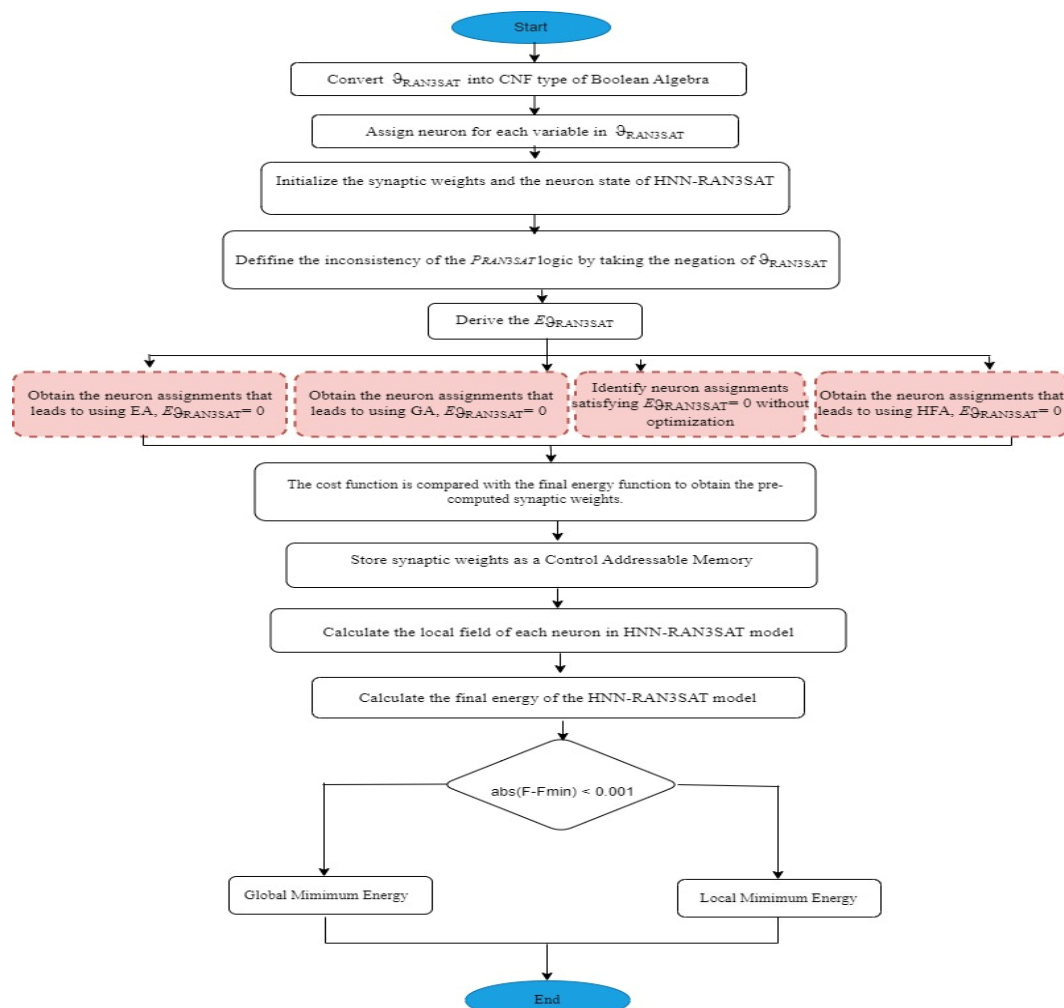 Start
Convert ϑRAN3SAT into CNF type of Boolean Algebra
Assign neuron for each variable in ϑRAN3SAT
Initialize the synaptic weights and the neuron state of HNN-RAN3SAT
Defifine the inconsistency of the PRAN3SAT logic by taking the negation of ϑRAN3SAT
Derive the EϑRAN3SAT
Obtain the neuron assignments that
leads to using EA, EϑRAN3SAT= 0
Obtain the neuron assignments that
leads to using GA, EϑRAN3SAT= 0
Identify neuron assignments
satisfying EϑRAN3SAT= 0 without
optimization
Obtain the neuron assignments that
leads to using HFA, EϑRAN3SAT= 0
The cost function is compared with the final energy function to obtain the pre-
computed synaptic weights.
Store synaptic weights as a Control Addressable Memory
Calculate the local field of each neuron in HNN-RAN3SAT model
Calculate the final energy of the HNN-RAN3SAT model
abs(F-Fmin) < 0.001
Global Mimimum Energy
Local Mimimum Energy
End